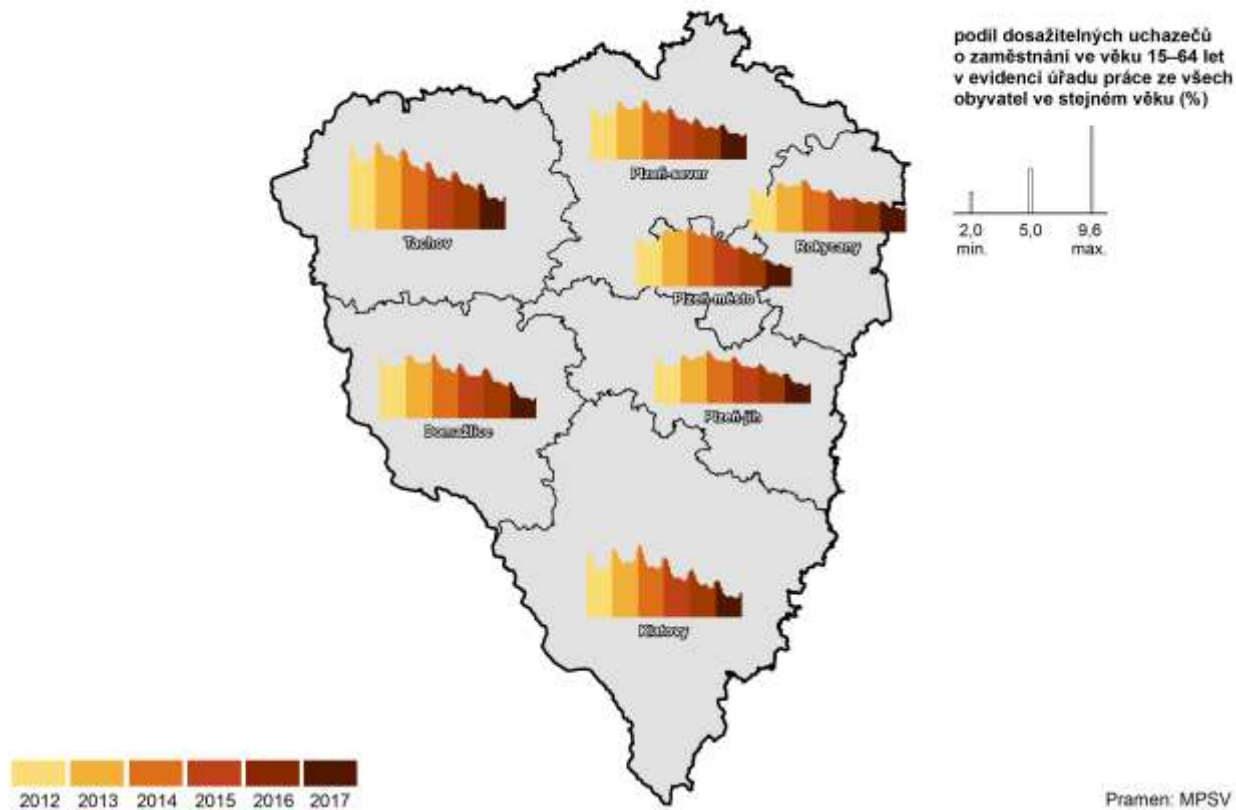 podíl dosažitelných uchazečů
o zaměstnání ve věku 15–64 let
v evidenci úřadu práce ze všech
obyvatel ve stejném věku (%)
2,0 5,0 9,6
min. max.
Plzeň-sever
Tachov
Rokycany
Plzeň-město
Domažlice
Plzeň-jih
Klatovy
2012 2013 2014 2015 2016 2017
Pramen: MPSV